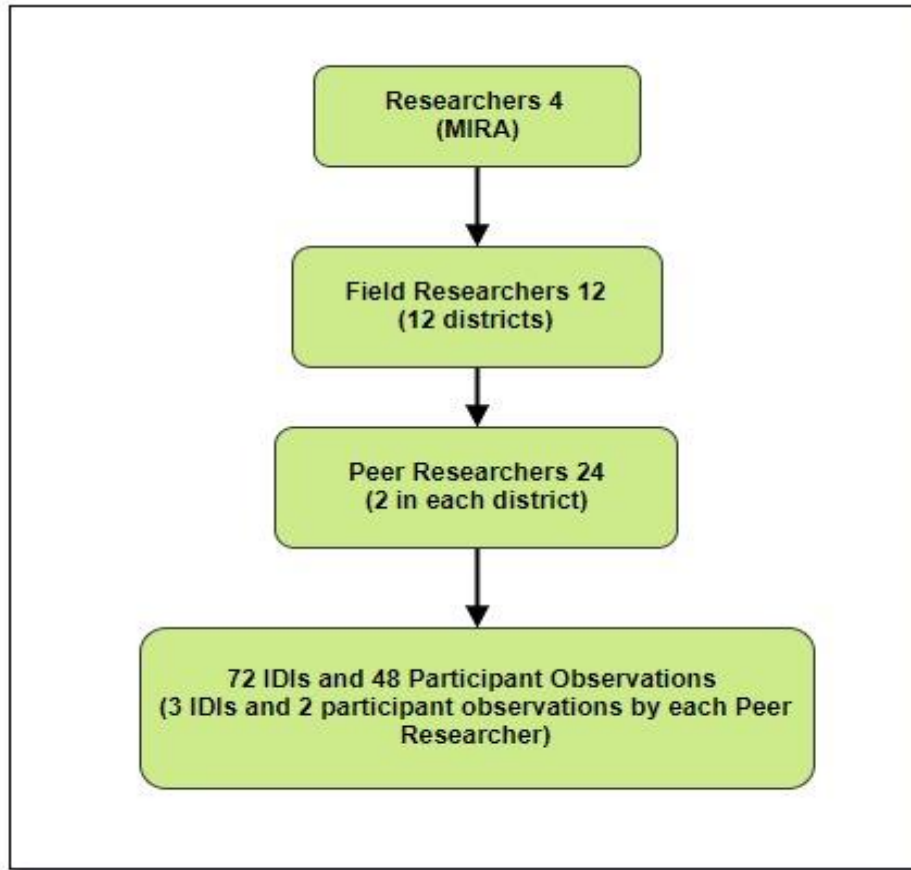 Researchers 4
(MIRA)
Field Researchers 12
(12 districts)
Peer Researchers 24
(2 in each district)
72 IDIs and 48 Participant Observations
(3 IDIs and 2 participant observations by each Peer
Researcher)